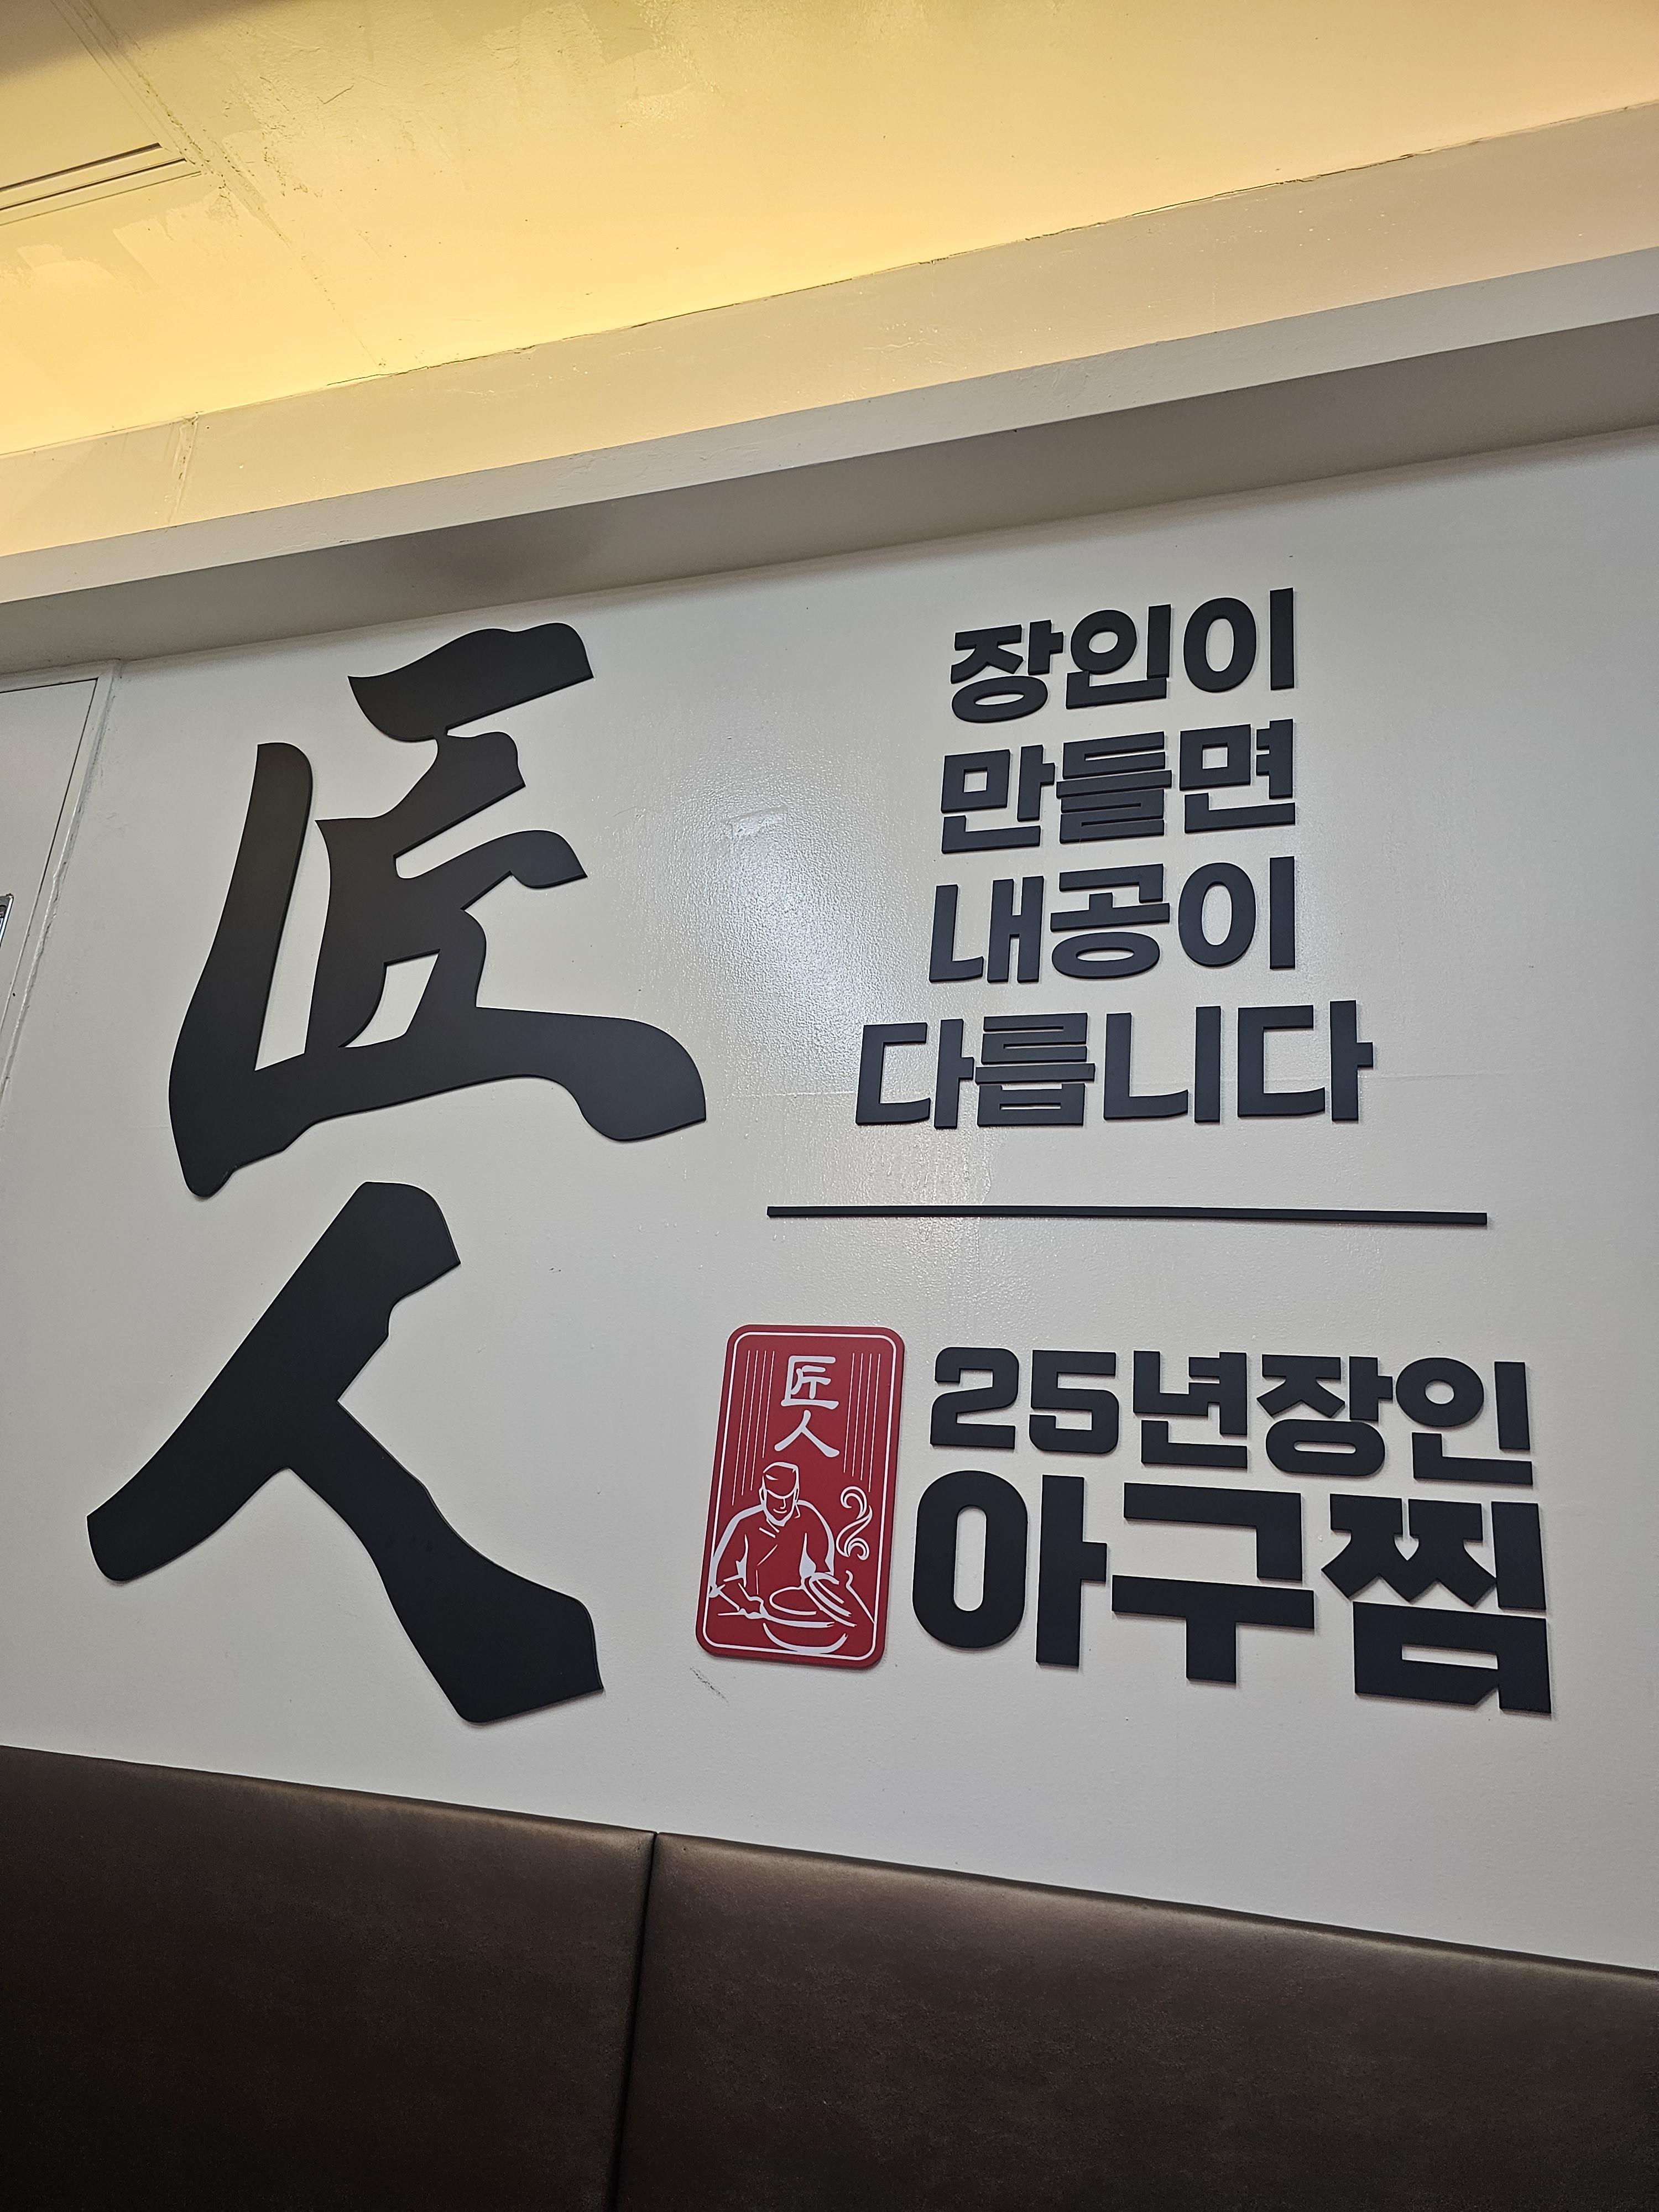 匠人
장인이
만들면
내공이
다릅니다
匠人
25년장인
아구찜